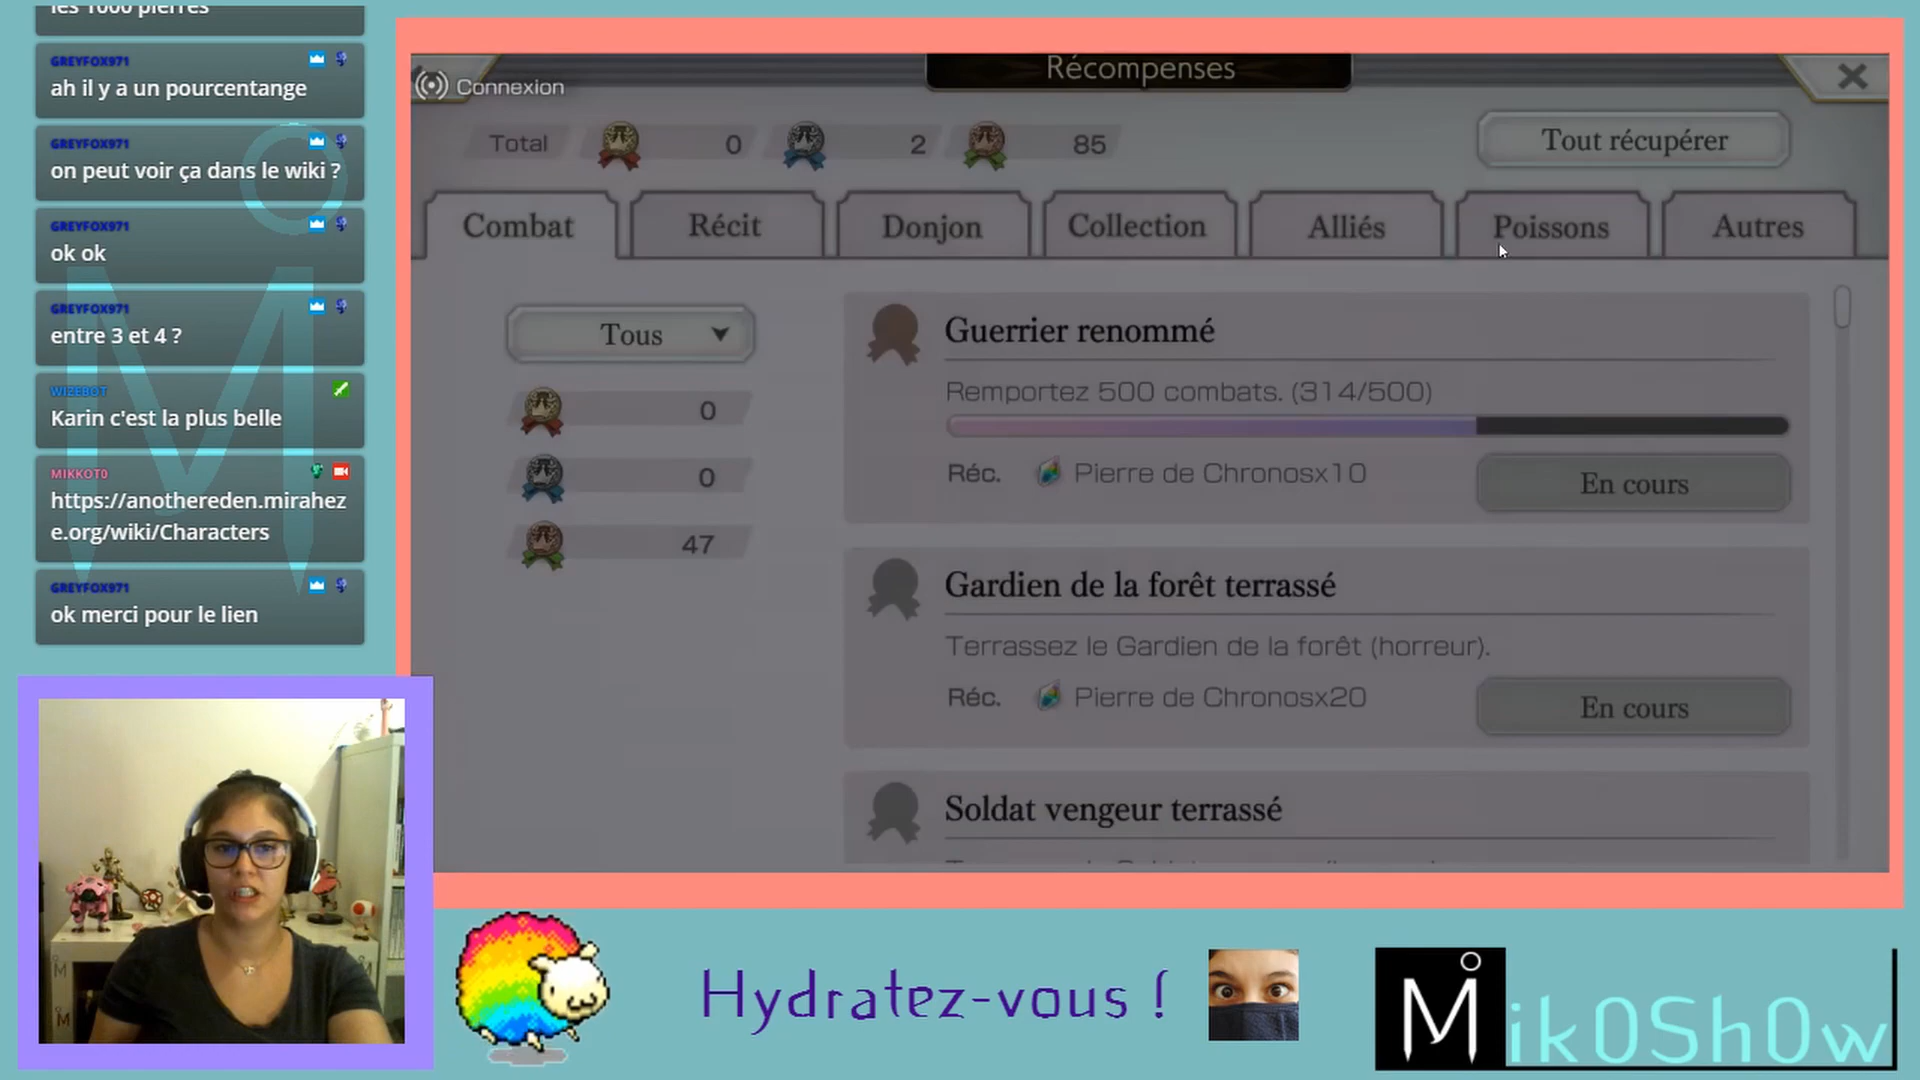 les 1000 pierres
GREYFOX971
ah il y a un pourcentange
GREYFOX971
on peut voir ça dans le wiki ?
GREYFOX971
ok ok
GREYFOX971
entre 3 et 4 ?
WIZEBOT
Karin c'est la plus belle
MIKKOT0
https://anothereden.mirahez
e.org/wiki/Characters
GREYFOX971
ok merci pour le lien
Connexion
Récompenses
Total 0 2 85
Tout récupérer
Combat Récit Donjon Collection Alliés Poissons Autres
Tous
0
0
47
Guerrier renommé
Remportez 500 combats. (314/500)
Réc. Pierre de Chronosx10
En cours
Gardien de la forêt terrassé
Terrassez le Gardien de la forêt (horreur).
Réc. Pierre de Chronosx20
En cours
Soldat vengeur terrassé
Hydratez-vous !
Mik0Sh0w